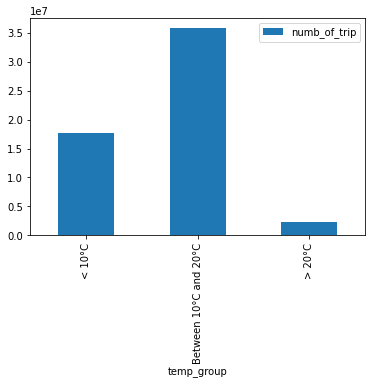 1e7
numb_of_trip
3.5
3.0
2.5
2.0
1.5
1.0
0.5
0.0
< 10°C
Between 10°C and 20°C
> 20°C
temp_group